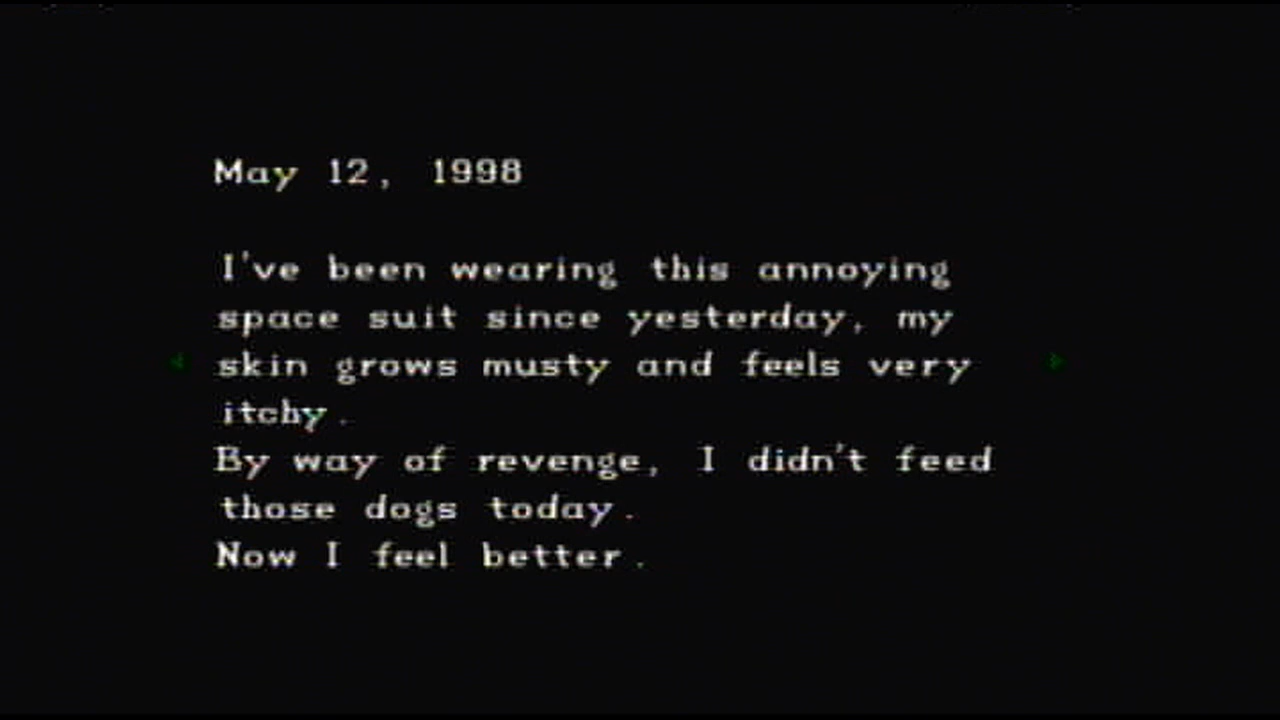 May 12, 1998
I've been wearing this annoying
space suit since yesterday, my
skin grows musty and feels very
itchy.
By way of revenge, I didn't feed
those dogs today.
Now I feel better.